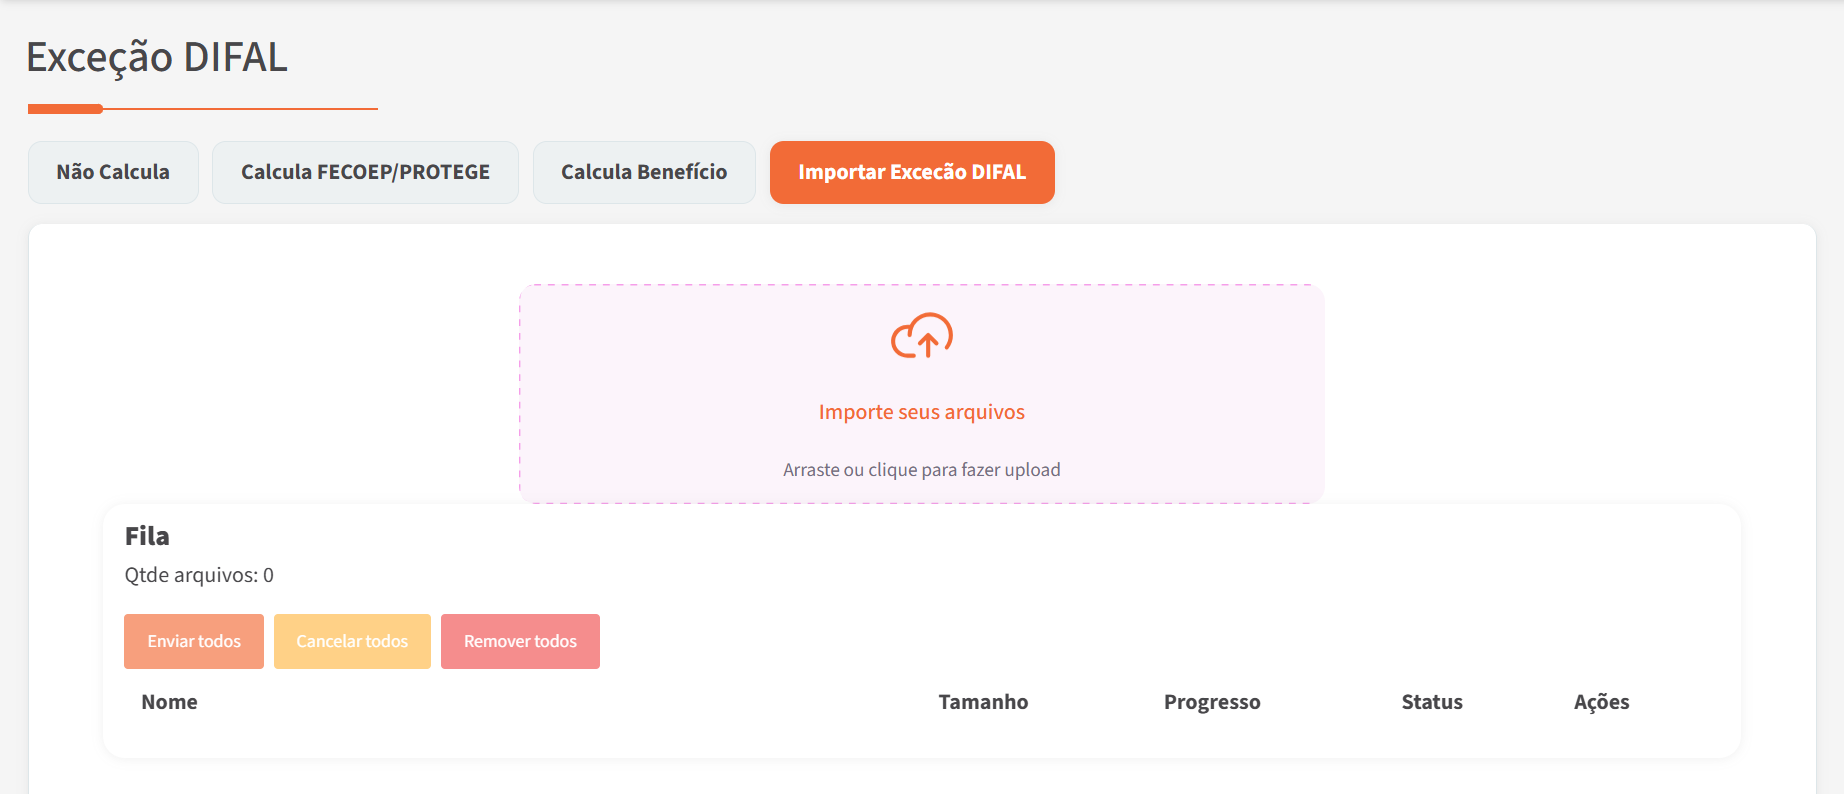 Exceção DIFAL
Não Calcula
Calcula FECOEP/PROTEGE
Calcula Benefício
Importar Excecão DIFAL
Importe seus arquivos
Arraste ou clique para fazer upload
Fila
Qtde arquivos: 0
Enviar todos
Cancelar todos
Remover todos
Nome
Tamanho
Progresso
Status
Ações